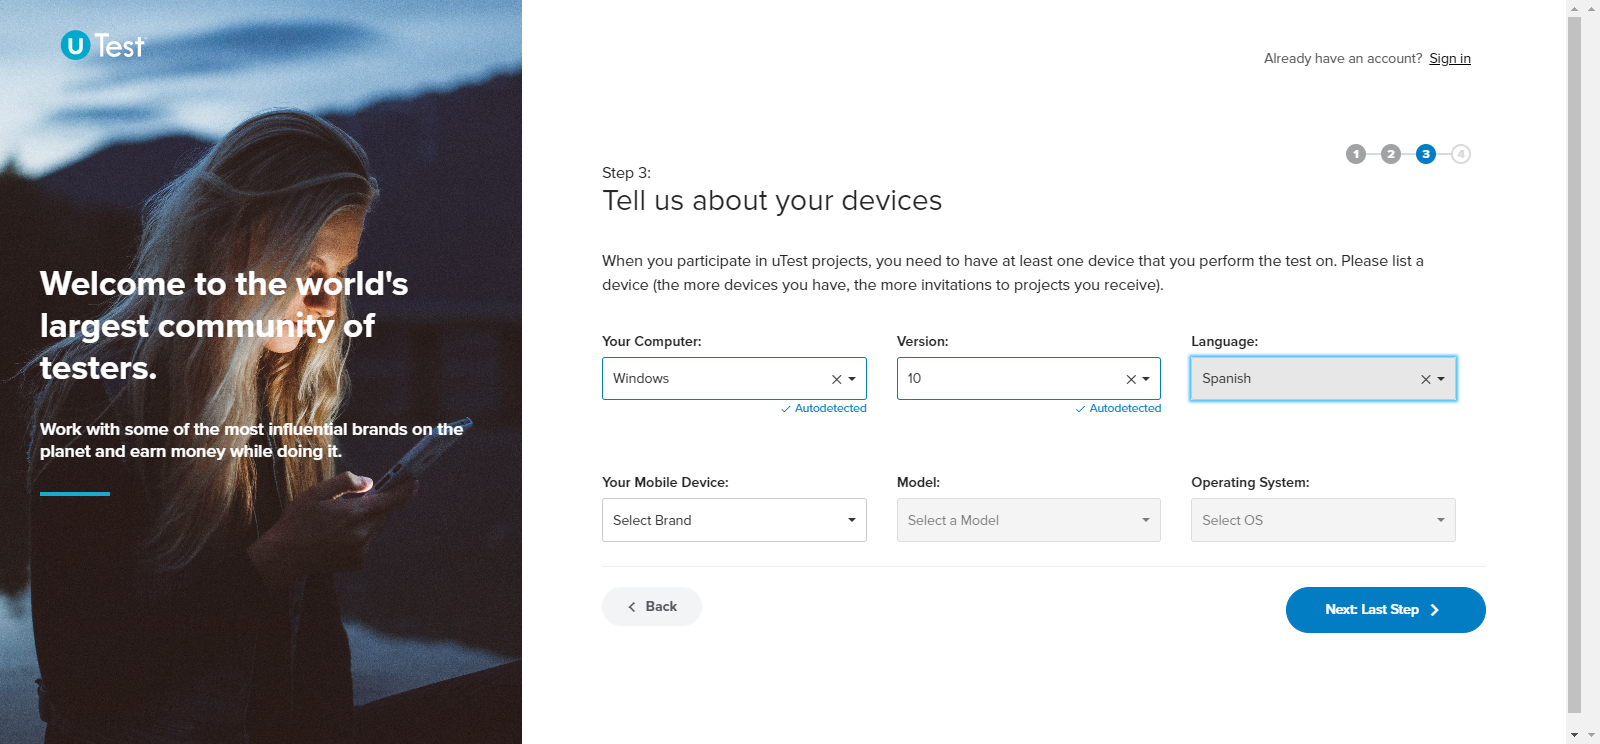 uTest
Welcome to the world's
largest community of
testers.
Work with some of the most influential brands on the
planet and earn money while doing it.
Already have an account? Sign in
1 2 3 4
Step 3:
Tell us about your devices
When you participate in uTest projects, you need to have at least one device that you perform the test on. Please list a
device (the more devices you have, the more invitations to projects you receive).
Your Computer: Version: Language:
Windows 10 Spanish
Autodetected Autodetected
Your Mobile Device: Model: Operating System:
Select Brand Select a Model Select OS
Back Next: Last Step